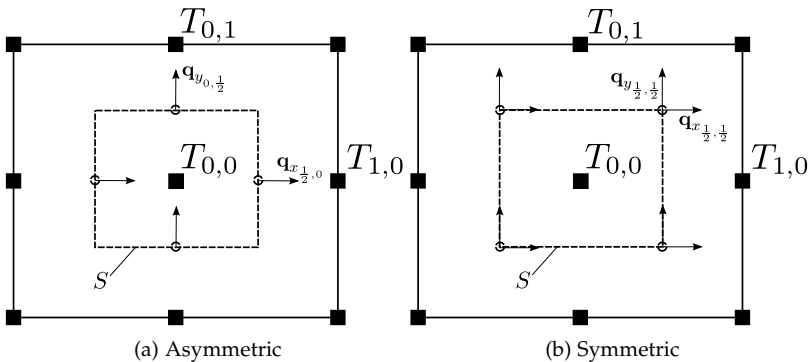 T_{0,1}
q_{y_{0,\frac{1}{2}}}
T_{0,0}
q_{x_{\frac{1}{2},0}}
T_{1,0}
S
(a) Asymmetric
T_{0,1}
q_{y_{\frac{1}{2},\frac{1}{2}}}
q_{x_{\frac{1}{2},\frac{1}{2}}}
T_{0,0}
T_{1,0}
S
(b) Symmetric